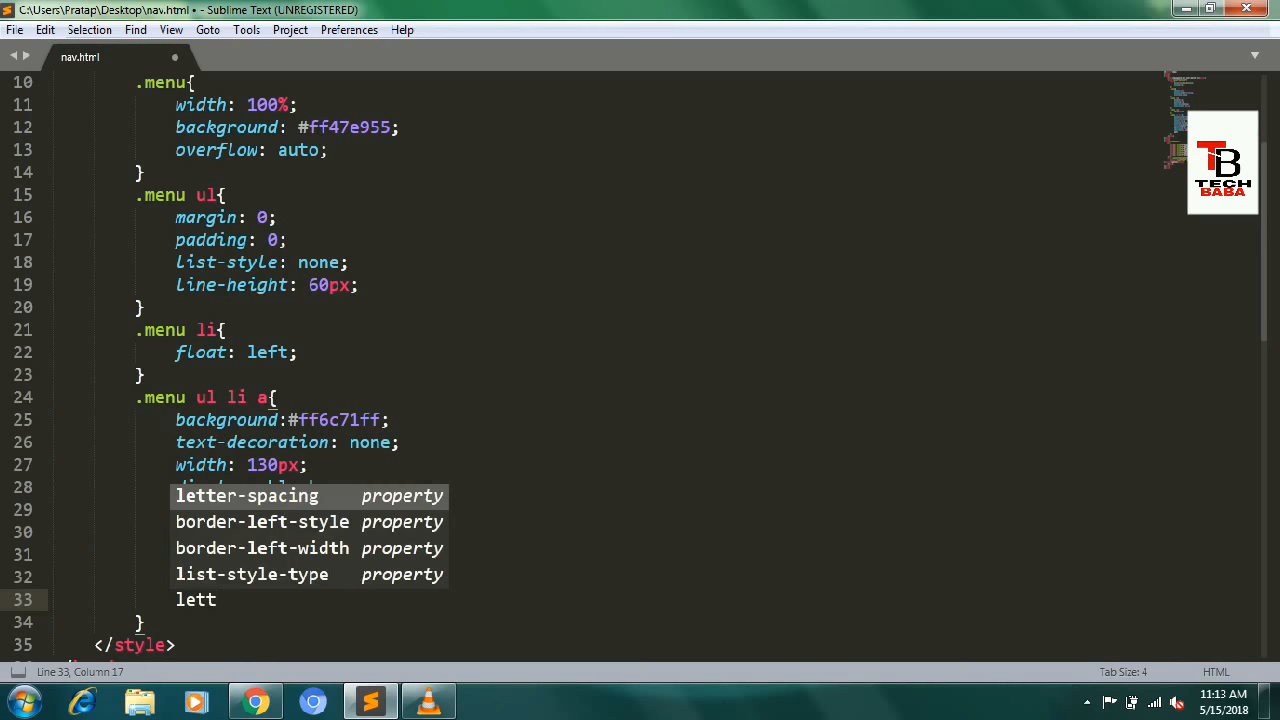 C:\Users\Pratap\Desktop\nav.html • - Sublime Text (UNREGISTERED)
File Edit Selection Find View Goto Tools Project Preferences Help
nav.html
10 .menu{
11 width: 100%;
12 background: #ff47e955;
13 overflow: auto;
14 }
15 .menu ul{
16 margin: 0;
17 padding: 0;
18 list-style: none;
19 line-height: 60px;
20 }
21 .menu li{
22 float: left;
23 }
24 .menu ul li a{
25 background:#ff6c71ff;
26 text-decoration: none;
27 width: 130px;
28
29 letter-spacing property
30 border-left-style property
31 border-left-width property
32 list-style-type property
33 lett
34 }
35 </style>
TECH
BABA
TB
Line 33, Column 17
Tab Size: 4
HTML
11:13 AM
5/15/2018